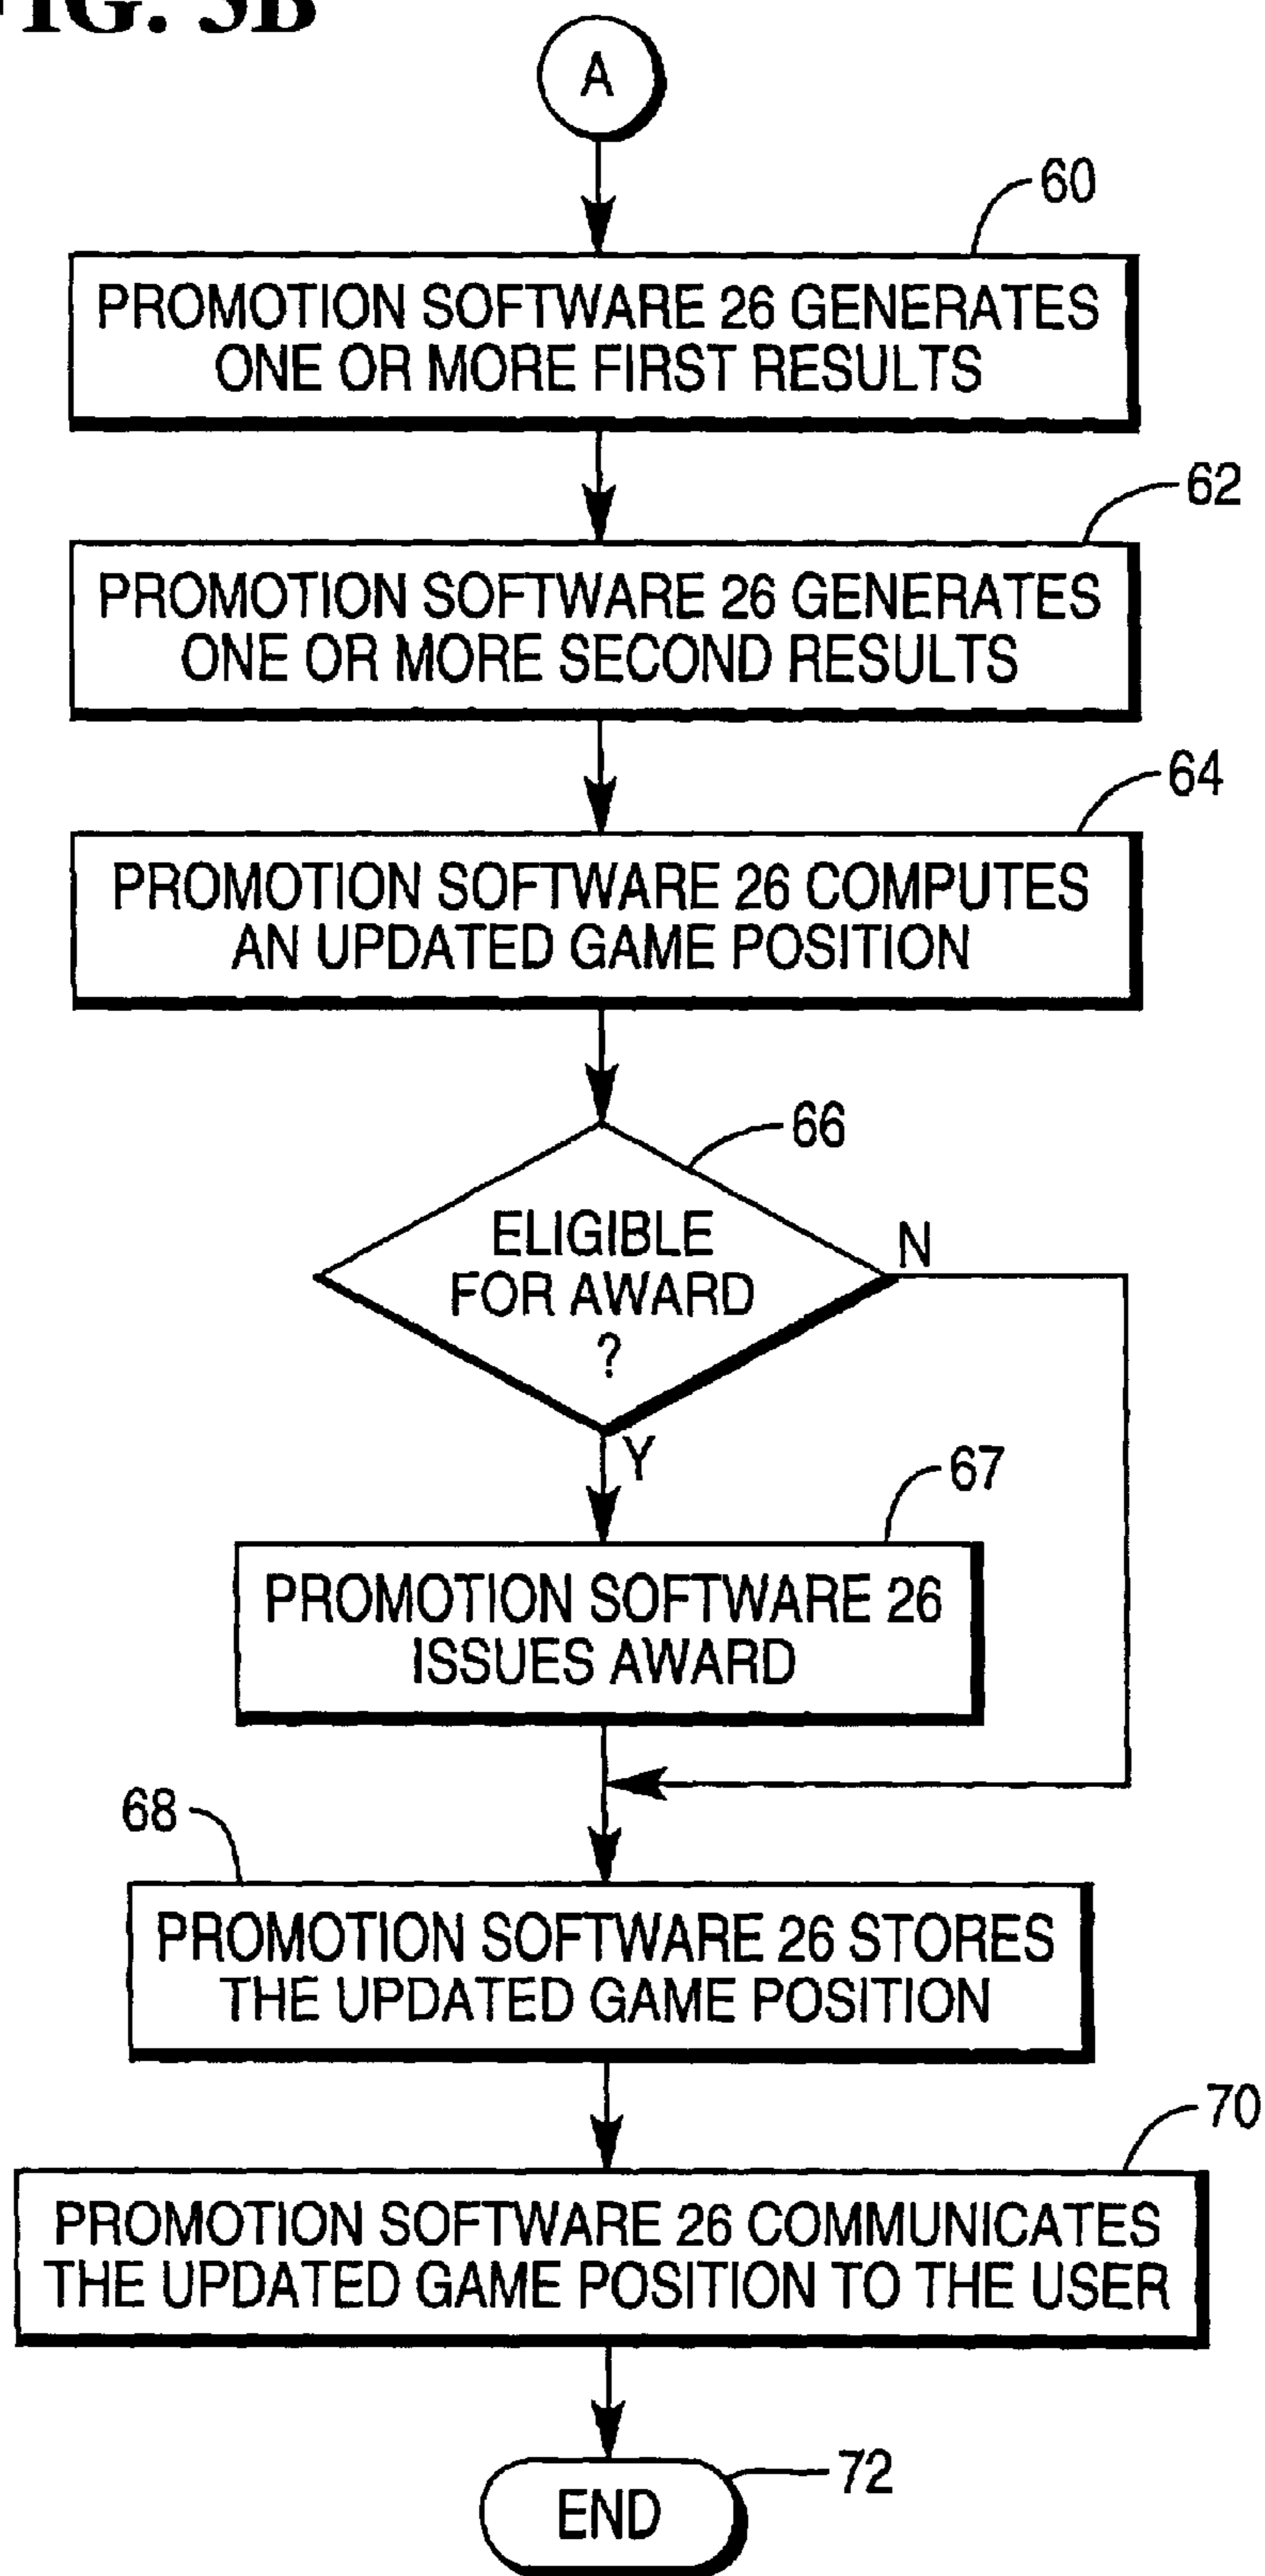 FIG. 3B
A
60
PROMOTION SOFTWARE 26 GENERATES
ONE OR MORE FIRST RESULTS
62
PROMOTION SOFTWARE 26 GENERATES
ONE OR MORE SECOND RESULTS
64
PROMOTION SOFTWARE 26 COMPUTES
AN UPDATED GAME POSITION
66
ELIGIBLE
FOR AWARD
?
N
Y
67
PROMOTION SOFTWARE 26
ISSUES AWARD
68
PROMOTION SOFTWARE 26 STORES
THE UPDATED GAME POSITION
70
PROMOTION SOFTWARE 26 COMMUNICATES
THE UPDATED GAME POSITION TO THE USER
END
72